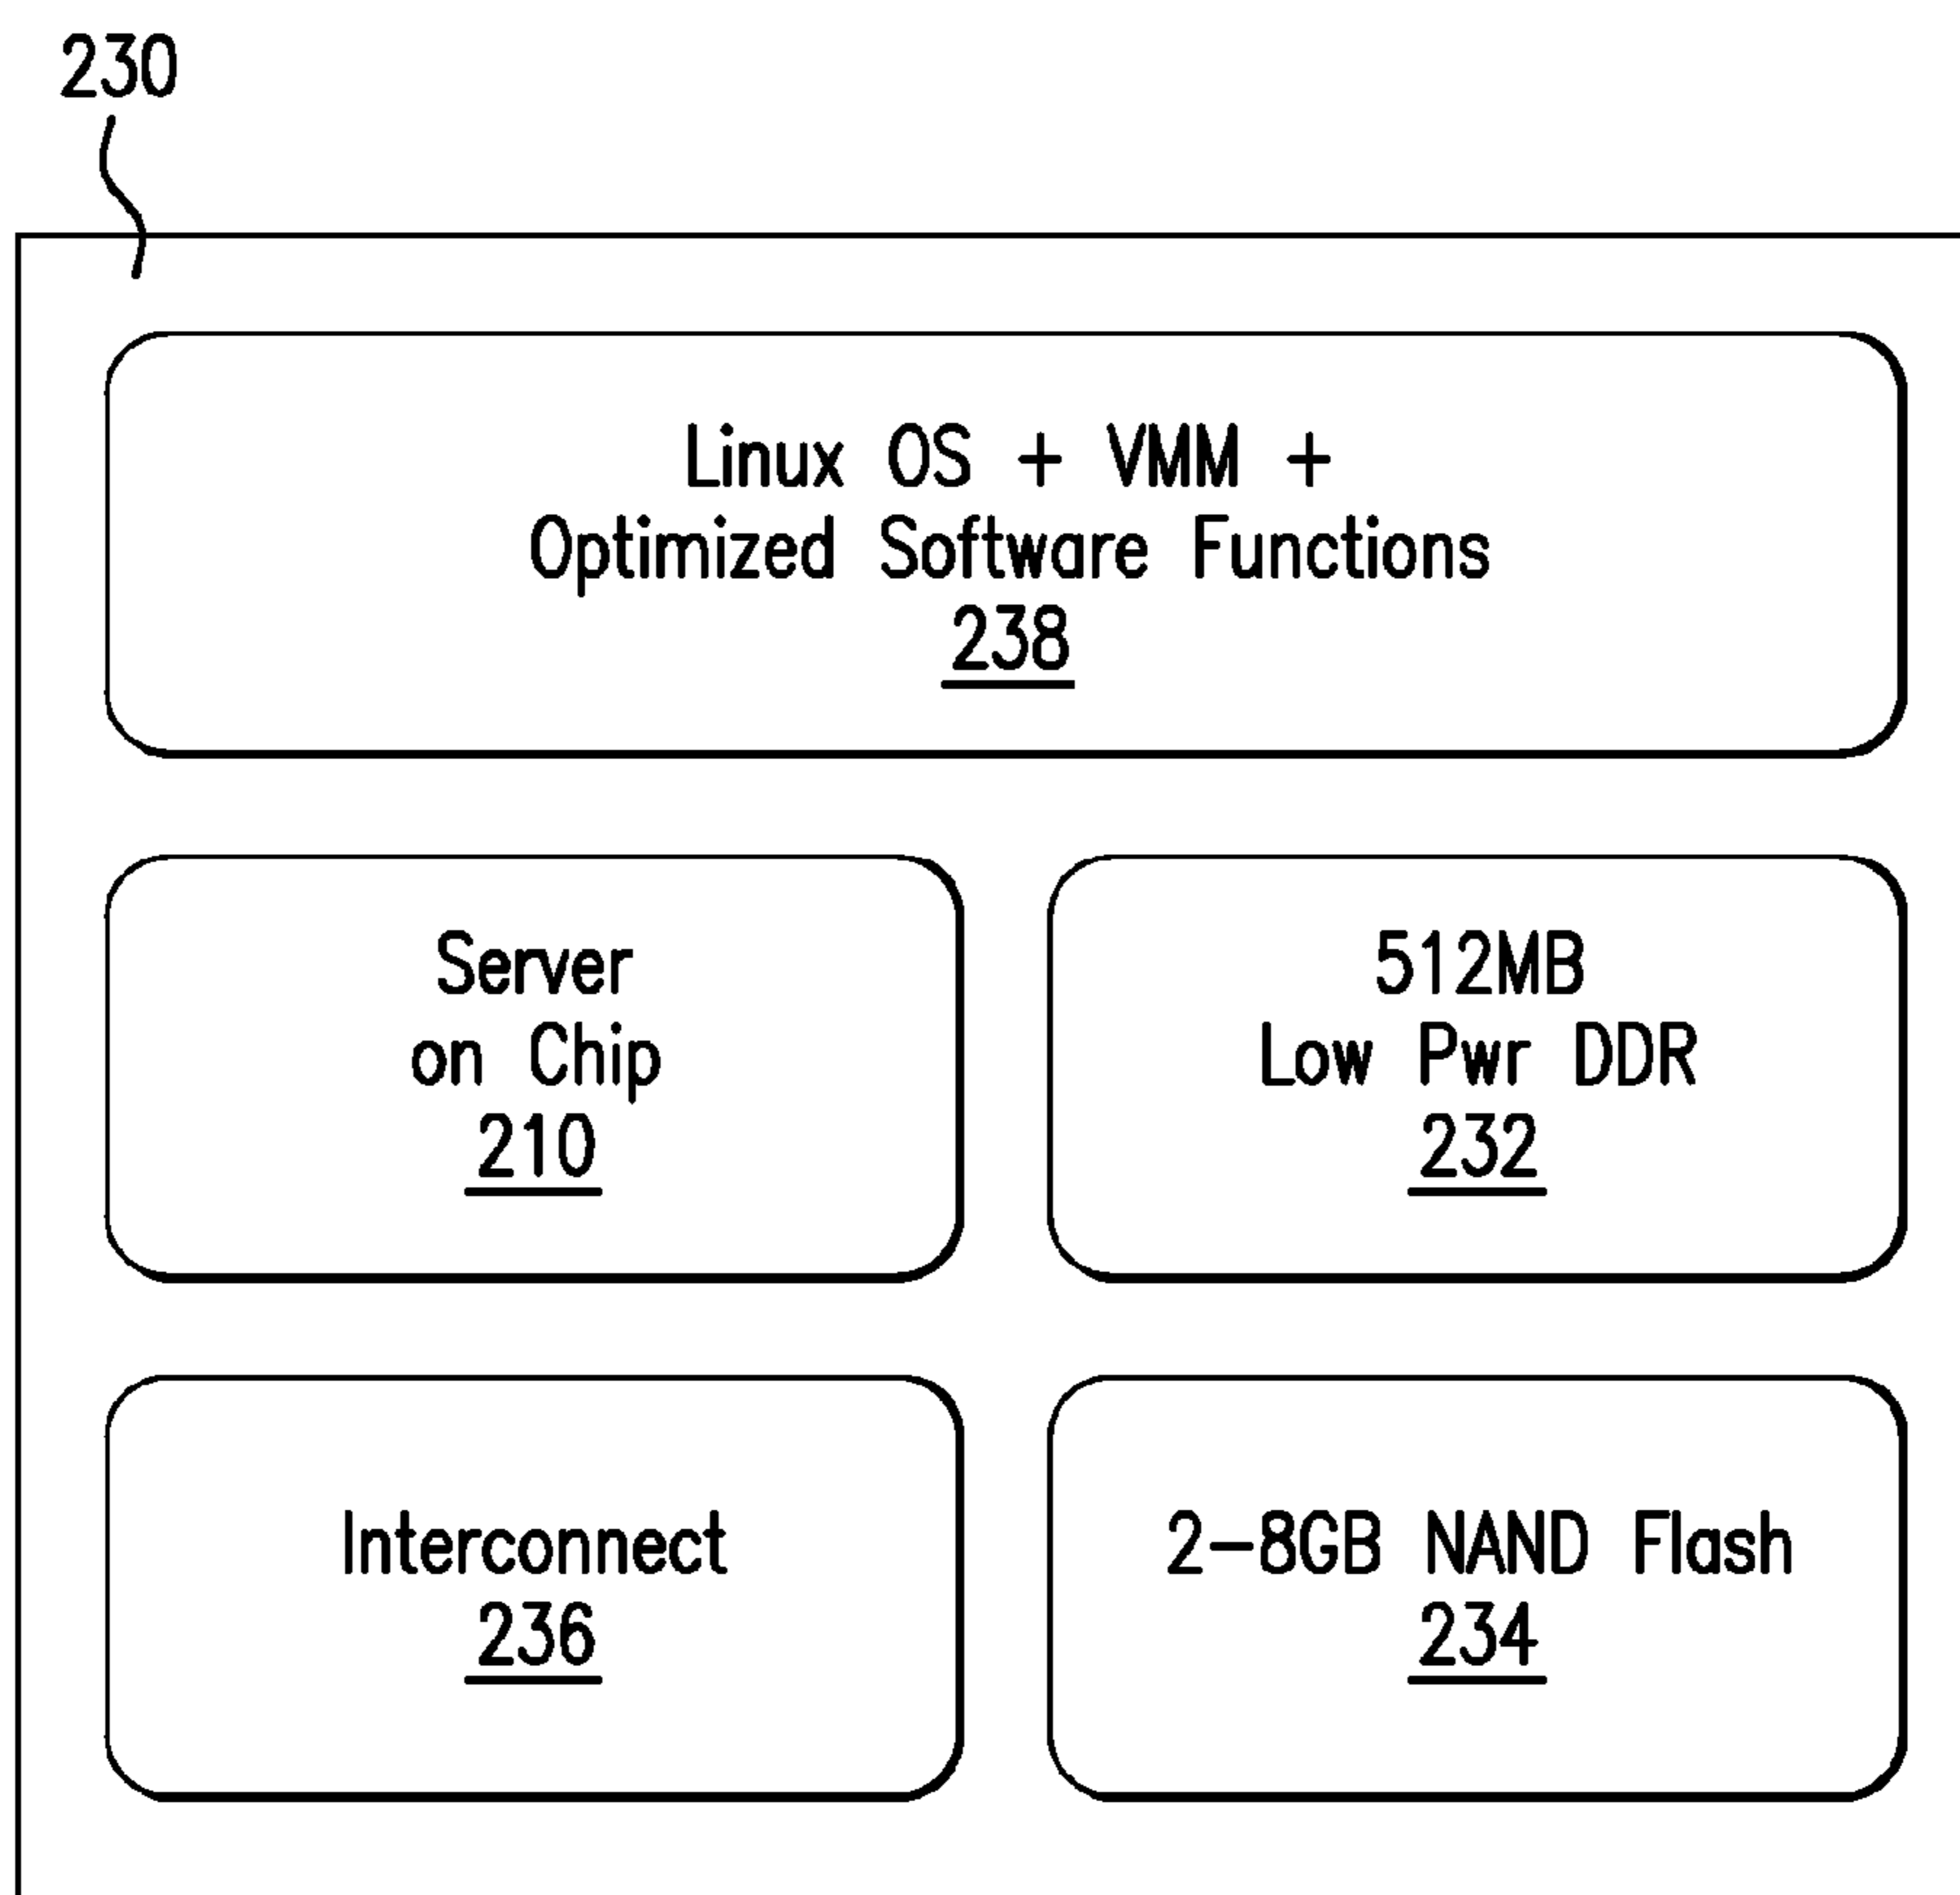 230
Linux OS + VMM +
Optimized Software Functions
238
Server
on Chip
210
512MB
Low Pwr DDR
232
Interconnect
236
2-8GB NAND Flash
234